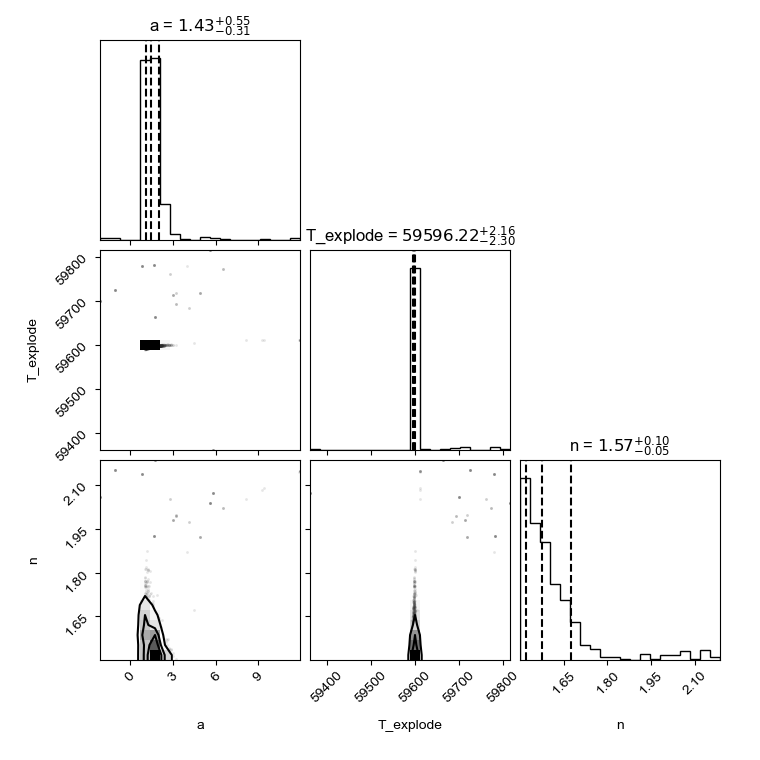 a = 1.43+0.55−0.31
T_explode = 59596.22+2.16−2.30
59800
59700
59600
59500
59400
T_explode
n = 1.57+0.10−0.05
2.10
1.95
1.80
1.65
n
0 3 6 9
a
59400 59500 59600 59700 59800
T_explode
1.65 1.80 1.95 2.10
n